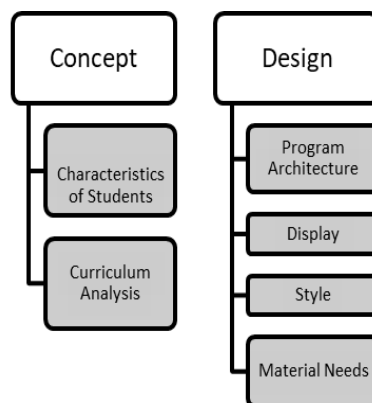 Concept
Characteristics
of Students
Curriculum
Analysis
Design
Program
Architecture
Display
Style
Material Needs